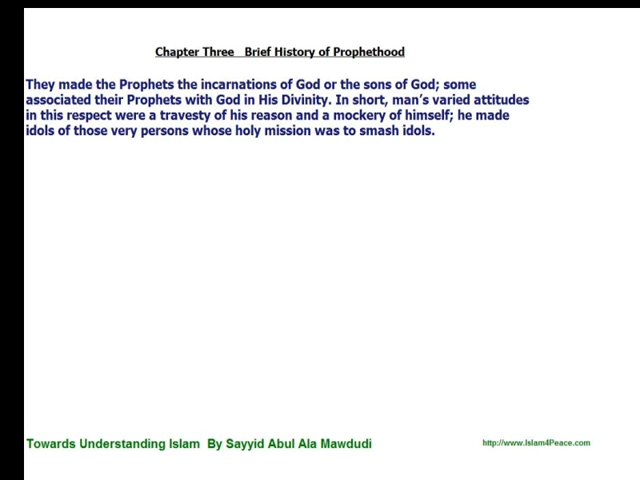 Chapter Three   Brief History of Prophethood
They made the Prophets the incarnations of God or the sons of God; some
associated their Prophets with God in His Divinity. In short, man's varied attitudes
in this respect were a travesty of his reason and a mockery of himself; he made
idols of those very persons whose holy mission was to smash idols.
Towards Understanding Islam  By Sayyid Abul Ala Mawdudi
http://www.Islam4Peace.com